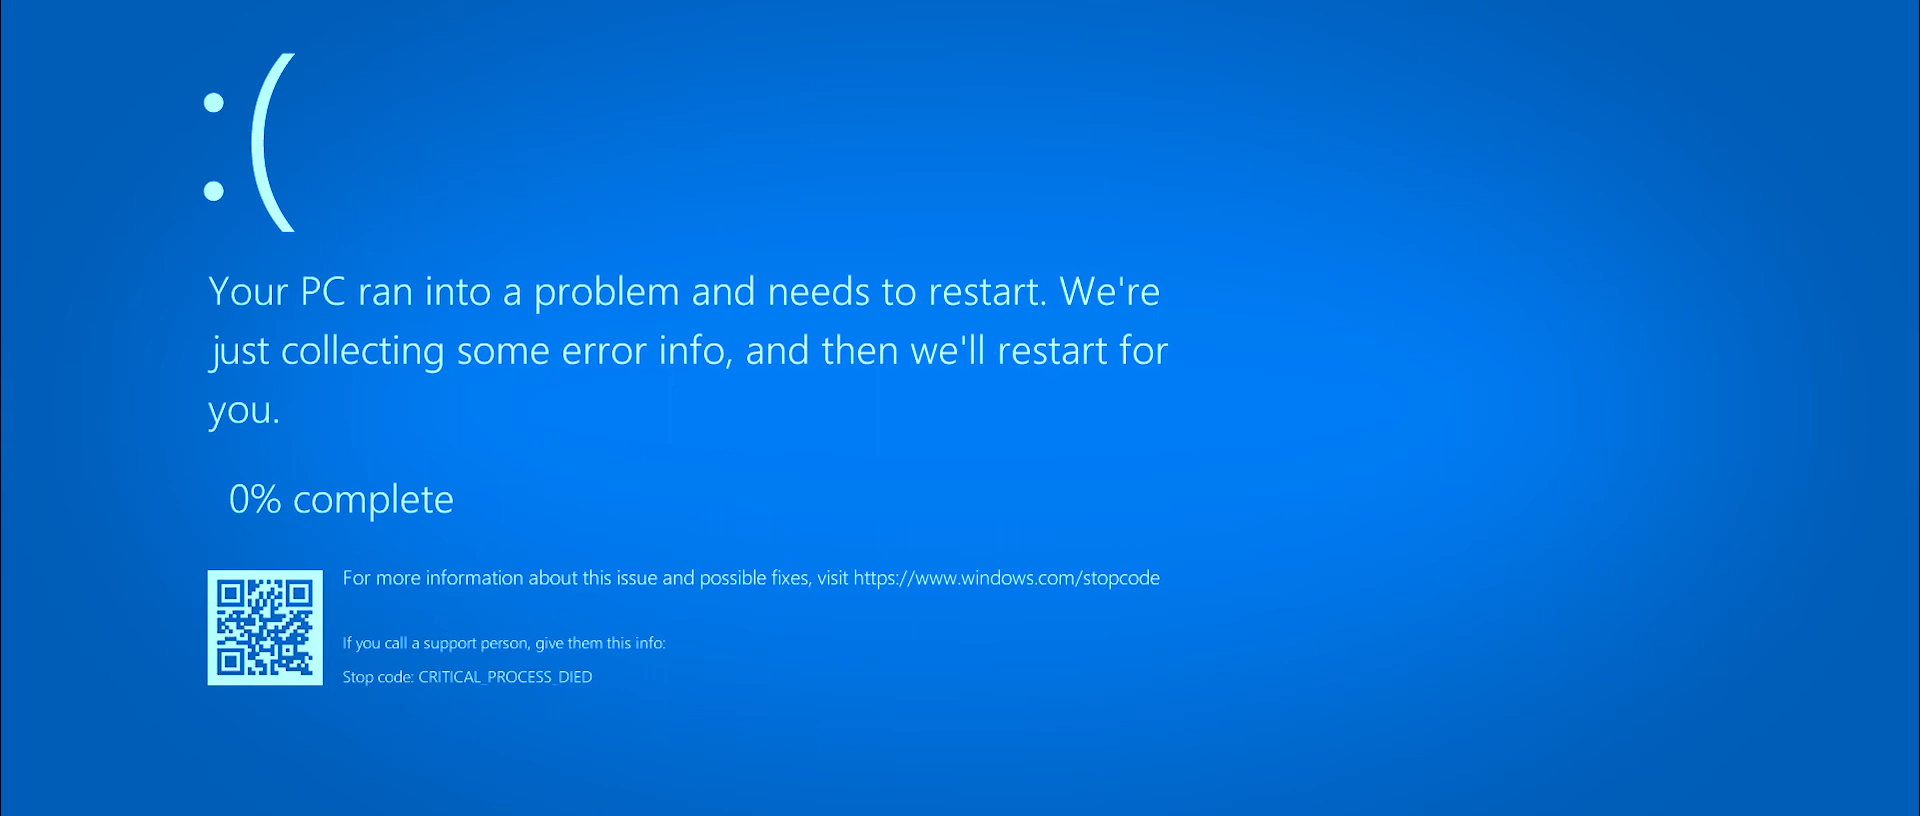 :(
Your PC ran into a problem and needs to restart. We're
just collecting some error info, and then we'll restart for
you.
0% complete
For more information about this issue and possible fixes, visit https://www.windows.com/stopcode
If you call a support person, give them this info:
Stop code: CRITICAL_PROCESS_DIED